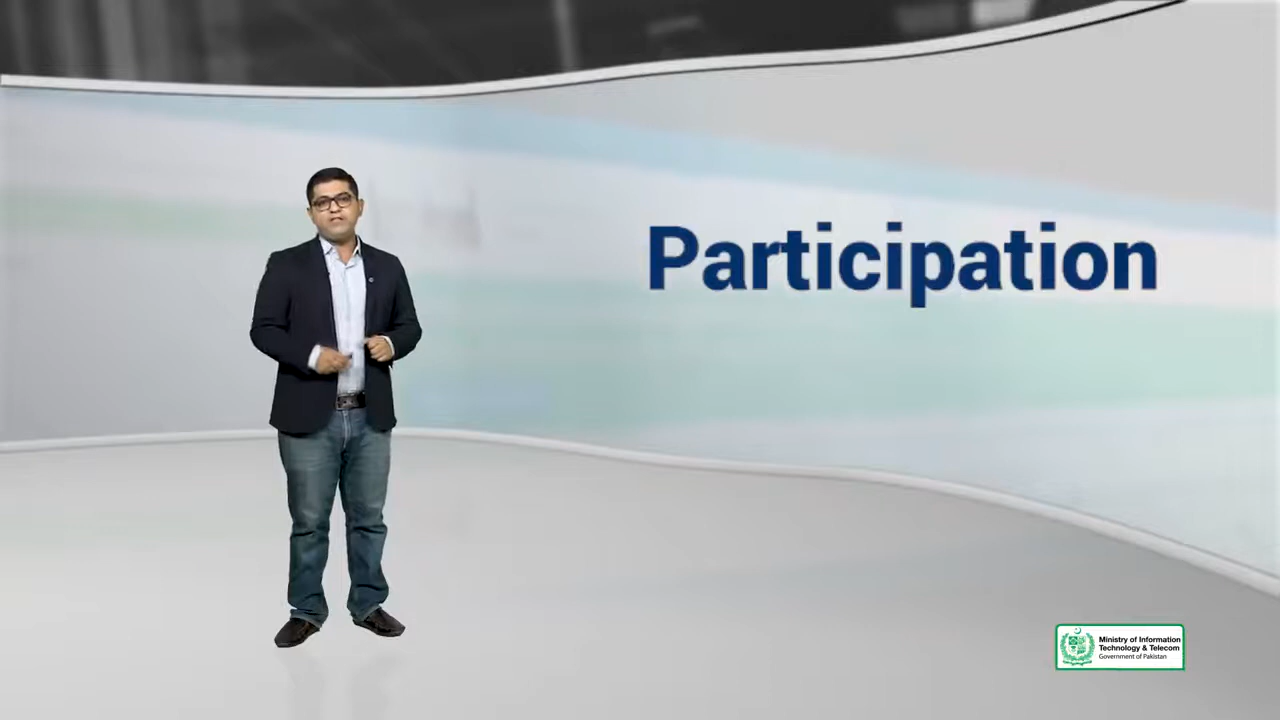 Participation
Ministry of Information
Technology & Telecom
Government of Pakistan